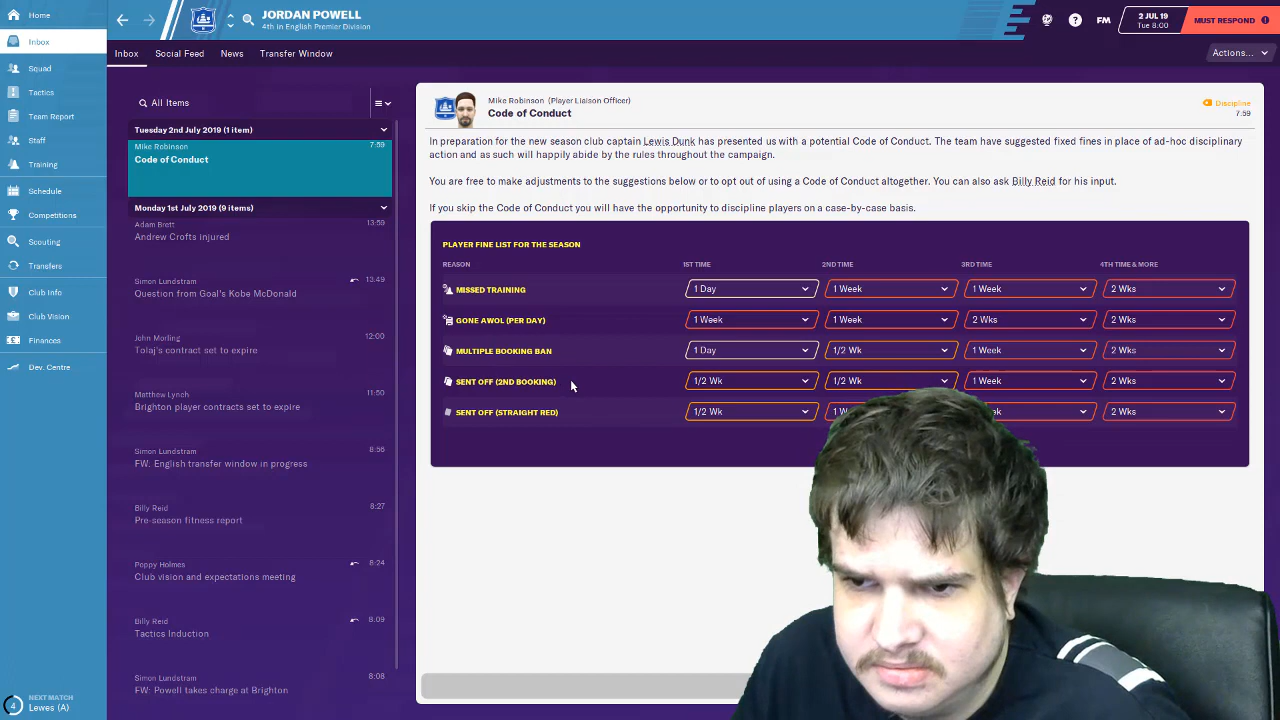 Home
Inbox
Squad
Tactics
Team Report
Staff
Training
Schedule
Competitions
Scouting
Transfers
Club Info
Club Vision
Finances
Dev. Centre
4
NEXT MATCH
Lewes (A)
JORDAN POWELL
4th in English Premier Division
?
FM
2 JUL 19
Tue 8:00
MUST RESPOND
Inbox
Social Feed
News
Transfer Window
Actions...
All Items
Tuesday 2nd July 2019 (1 item)
Mike Robinson 7:59
Code of Conduct
Monday 1st July 2019 (9 items)
Adam Brett 13:59
Andrew Crofts injured
Simon Lundstram 13:49
Question from Goal's Kobe McDonald
John Morling 12:00
Tolaj's contract set to expire
Matthew Lynch 11:50
Brighton player contracts set to expire
Simon Lundstram 8:56
FW: English transfer window in progress
Billy Reid 8:27
Pre-season fitness report
Poppy Holmes 8:24
Club vision and expectations meeting
Billy Reid 8:09
Tactics Induction
Simon Lundstram 8:08
FW: Powell takes charge at Brighton
Mike Robinson (Player Liaison Officer)
Code of Conduct
Discipline
7:59
In preparation for the new season club captain Lewis Dunk has presented us with a potential Code of Conduct. The team have suggested fixed fines in place of ad-hoc disciplinary
action and as such will happily abide by the rules throughout the campaign.
You are free to make adjustments to the suggestions below or to opt out of using a Code of Conduct altogether. You can also ask Billy Reid for his input.
If you skip the Code of Conduct you will have the opportunity to discipline players on a case-by-case basis.
PLAYER FINE LIST FOR THE SEASON
REASON 1ST TIME 2ND TIME 3RD TIME 4TH TIME & MORE
MISSED TRAINING 1 Day 1 Week 1 Week 2 Wks
GONE AWOL (PER DAY) 1 Week 1 Week 2 Wks 2 Wks
MULTIPLE BOOKING BAN 1 Day 1/2 Wk 1 Week 2 Wks
SENT OFF (2ND BOOKING) 1/2 Wk 1/2 Wk 1 Week 2 Wks
SENT OFF (STRAIGHT RED) 1/2 Wk 2 Wks